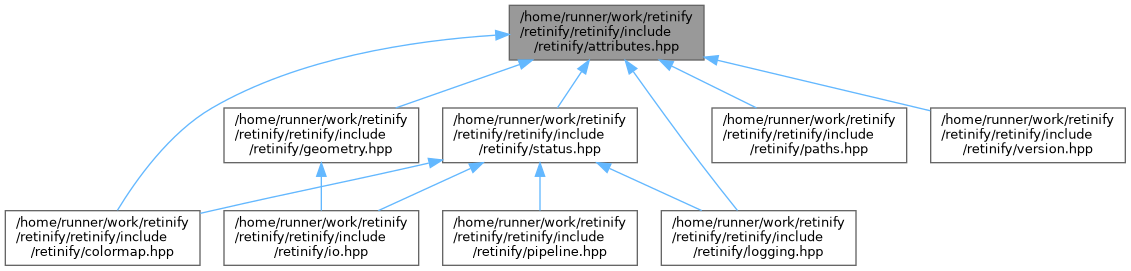 /home/runner/work/retinify
/retinify/retinify/include
/retinify/attributes.hpp
/home/runner/work/retinify
/retinify/retinify/include
/retinify/geometry.hpp
/home/runner/work/retinify
/retinify/retinify/include
/retinify/status.hpp
/home/runner/work/retinify
/retinify/retinify/include
/retinify/paths.hpp
/home/runner/work/retinify
/retinify/retinify/include
/retinify/version.hpp
/home/runner/work/retinify
/retinify/retinify/include
/retinify/colormap.hpp
/home/runner/work/retinify
/retinify/retinify/include
/retinify/io.hpp
/home/runner/work/retinify
/retinify/retinify/include
/retinify/pipeline.hpp
/home/runner/work/retinify
/retinify/retinify/include
/retinify/logging.hpp